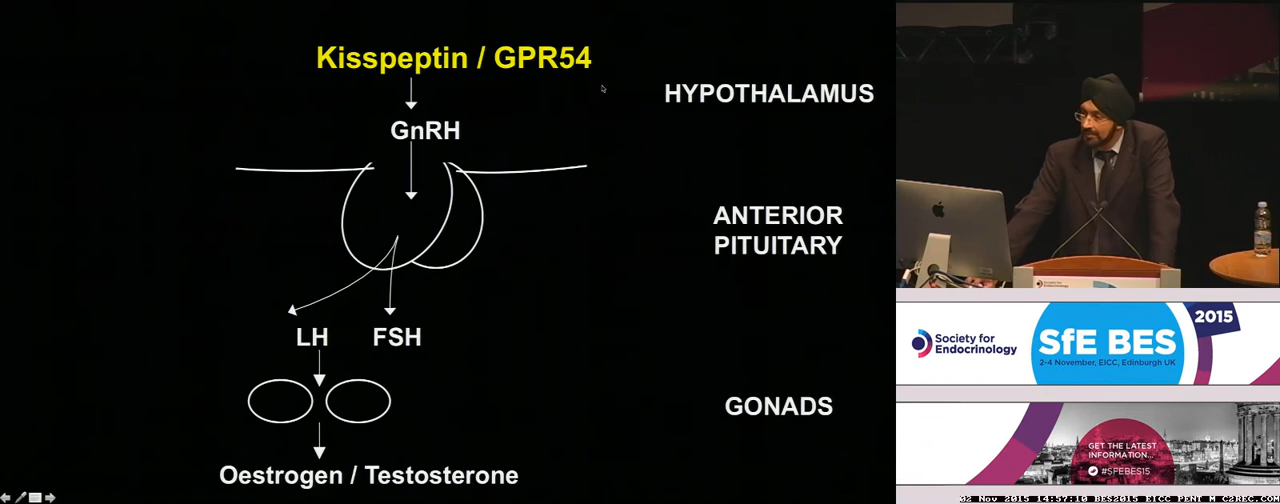 Kisspeptin / GPR54
HYPOTHALAMUS
GnRH
ANTERIOR
PITUITARY
LH FSH
GONADS
Oestrogen / Testosterone
Society for
Endocrinology
2015
SfE BES
2-4 November, EICC, Edinburgh UK
GET THE LATEST
INFORMATION...
#SFEBES15
02 Nov 2015 14:57:10 BES2015 EICC PENT M C2REC.COM